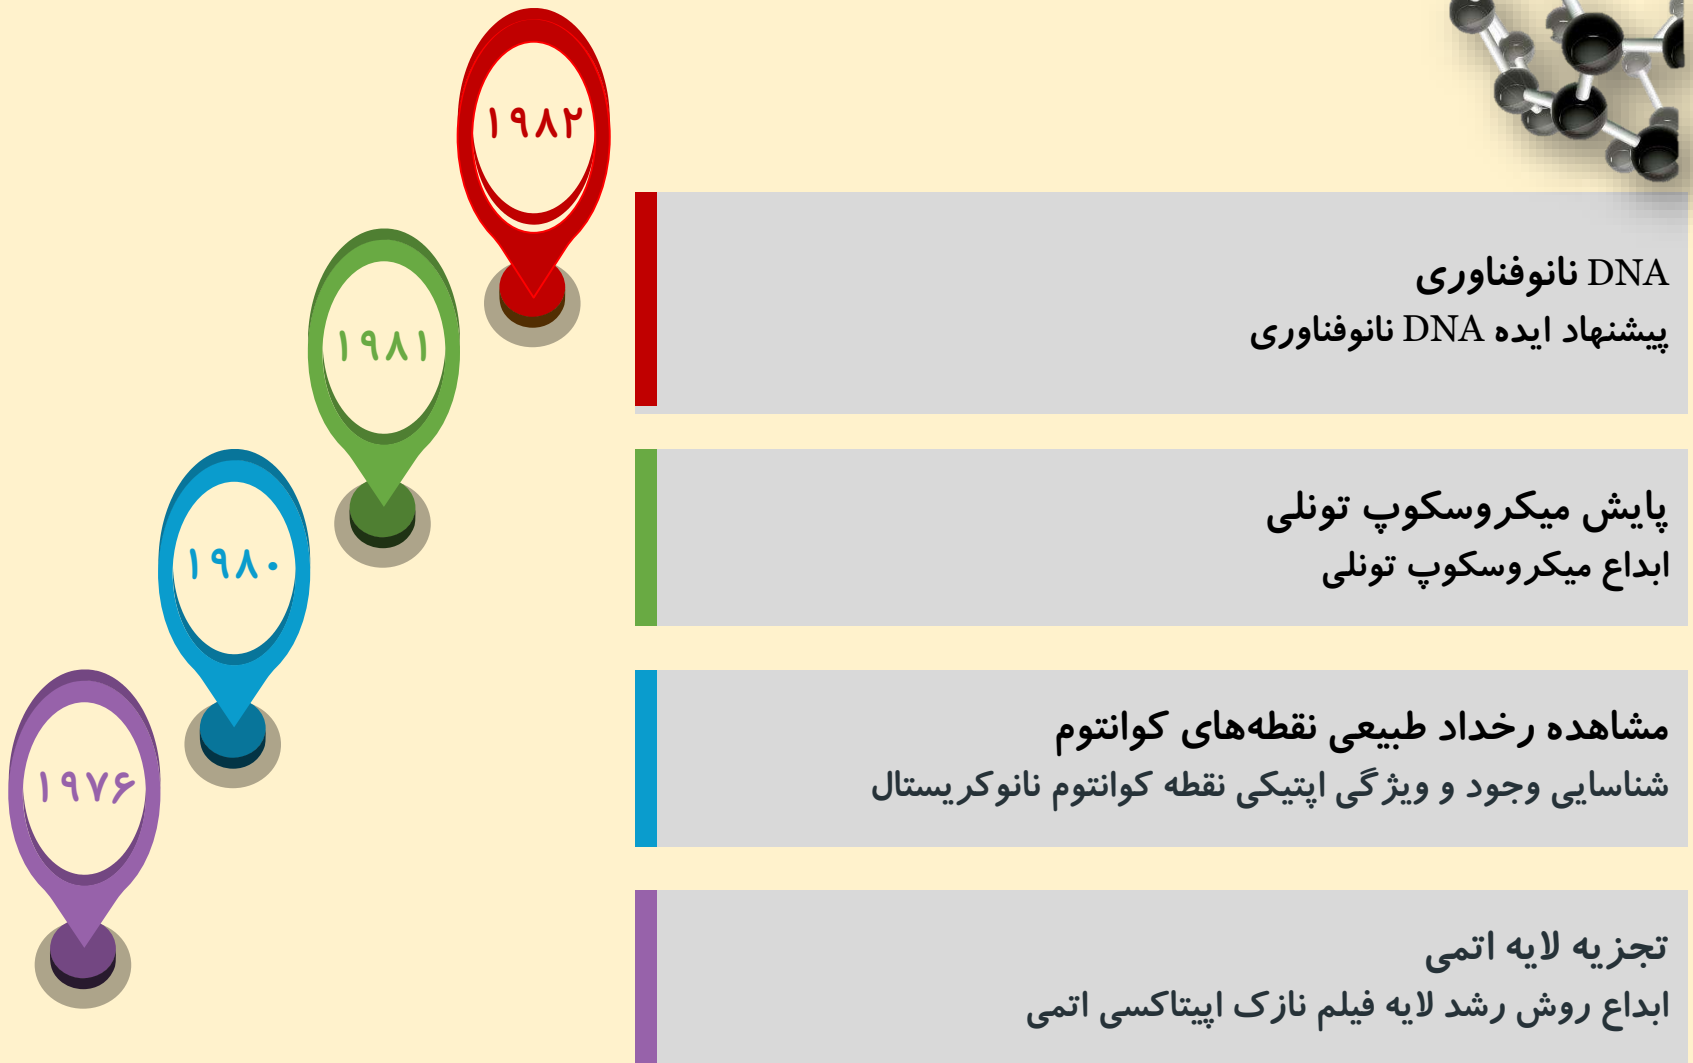 ۱۹۸۲
DNA نانوفناوری
پیشنهاد ایده DNA نانوفناوری
۱۹۸۱
پایش میکروسکوپ تونلی
ابداع میکروسکوپ تونلی
۱۹۸۰
مشاهده رخداد طبیعی نقطه‌های کوانتوم
شناسایی وجود و ویژگی اپتیکی نقطه کوانتوم نانوکریستال
۱۹۷۶
تجزیه لایه اتمی
ابداع روش رشد لایه فیلم نازک اپیتاکسی اتمی